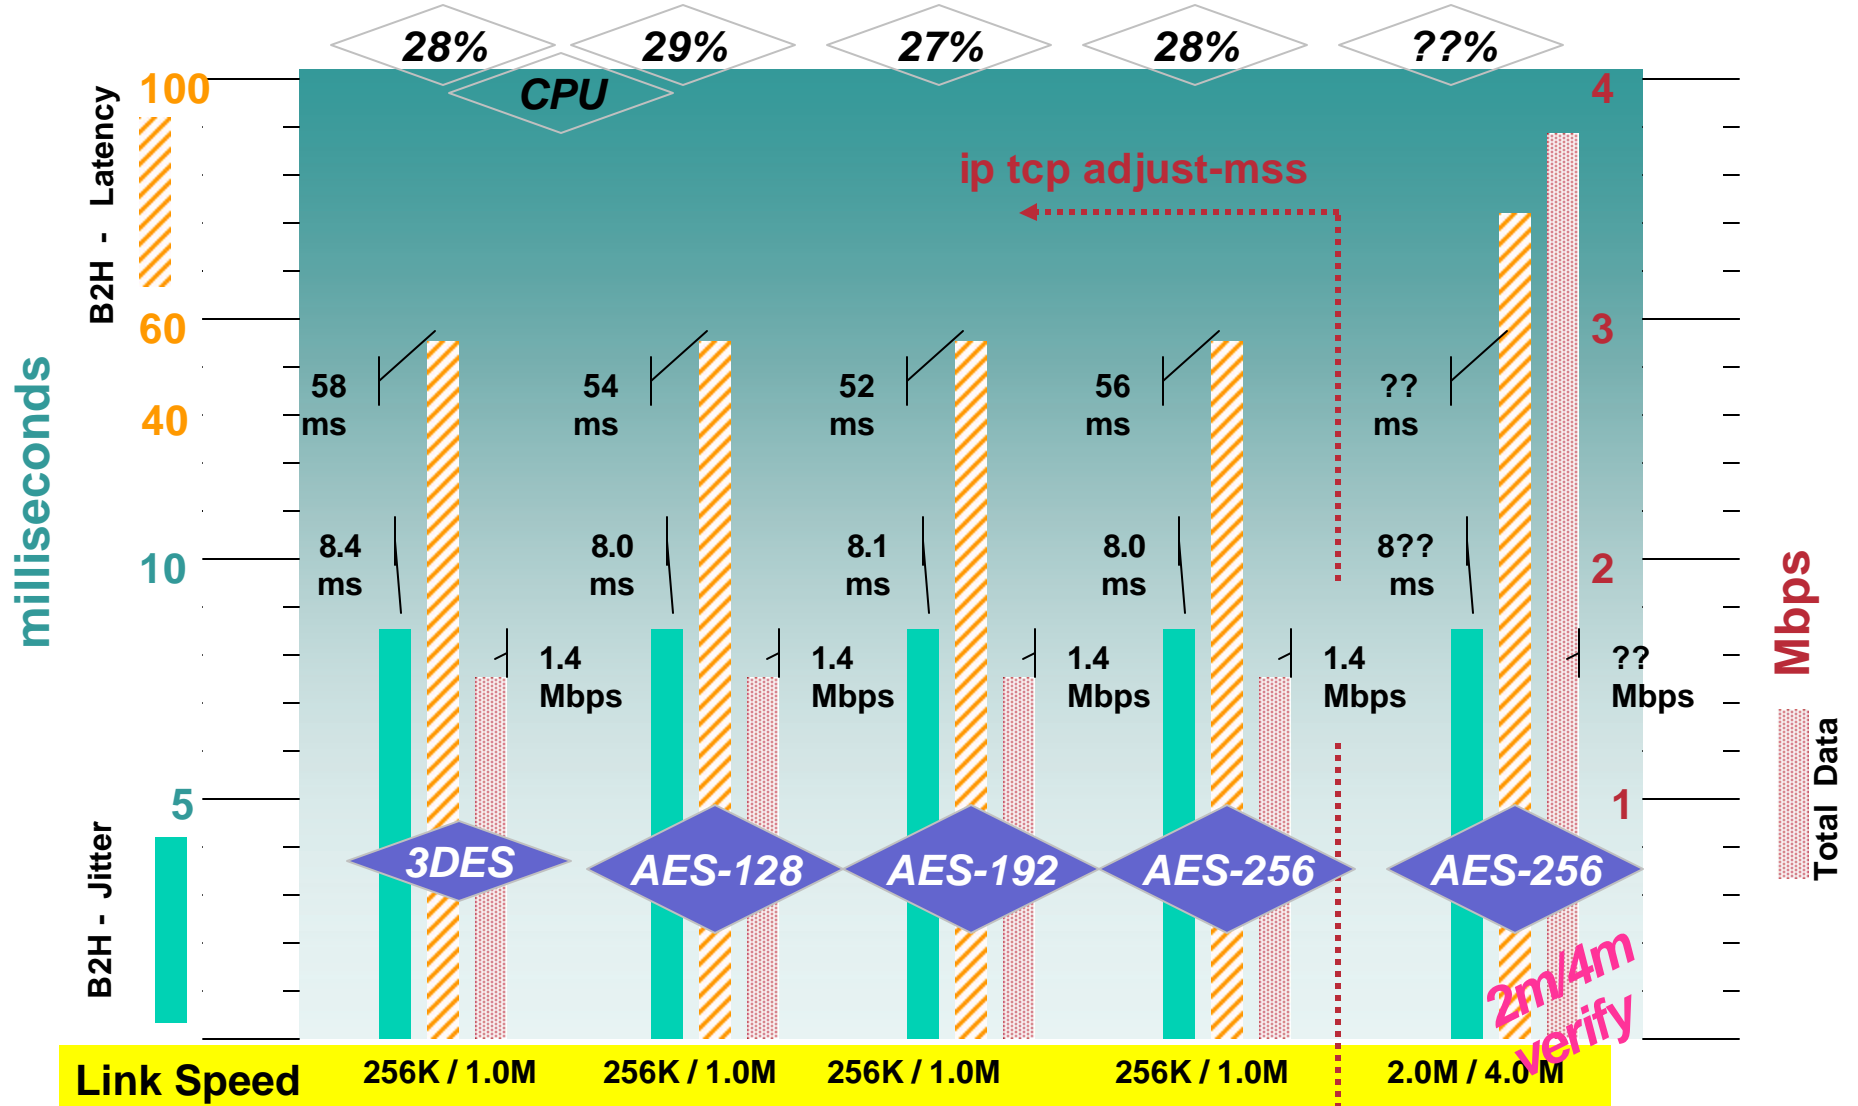 28%
29%
27%
28%
??%
CPU
100
60
40
10
5
B2H - Latency
milliseconds
B2H - Jitter
4
3
2
1
Mbps
Total Data
ip tcp adjust-mss
58
ms
54
ms
52
ms
56
ms
??
ms
8.4
ms
8.0
ms
8.1
ms
8.0
ms
8??
ms
1.4
Mbps
1.4
Mbps
1.4
Mbps
1.4
Mbps
??
Mbps
3DES
AES-128
AES-192
AES-256
AES-256
2m/4m
verify
Link Speed
256K / 1.0M
256K / 1.0M
256K / 1.0M
256K / 1.0M
2.0M / 4.0 M